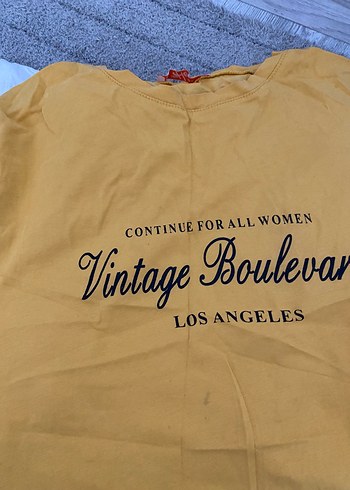 CONTINUE FOR ALL WOMEN
Vintage Boulevar
LOS ANGELES